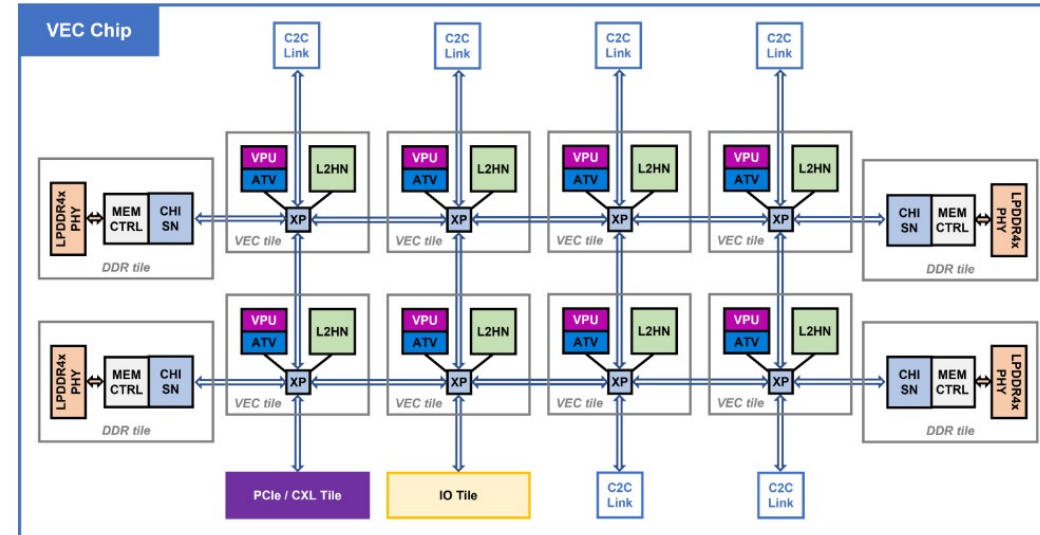 VEC Chip
C2C
Link
C2C
Link
C2C
Link
C2C
Link
VPU
ATV
L2HN
XP
VEC tile
VPU
ATV
L2HN
XP
VEC tile
VPU
ATV
L2HN
XP
VEC tile
VPU
ATV
L2HN
XP
VEC tile
LPDDR4x
PHY
MEM
CTRL
CHI
SN
DDR tile
CHI
SN
MEM
CTRL
LPDDR4x
PHY
DDR tile
VPU
ATV
L2HN
XP
VEC tile
VPU
ATV
L2HN
XP
VEC tile
VPU
ATV
L2HN
XP
VEC tile
VPU
ATV
L2HN
XP
VEC tile
LPDDR4x
PHY
MEM
CTRL
CHI
SN
DDR tile
CHI
SN
MEM
CTRL
LPDDR4x
PHY
DDR tile
PCIe / CXL Tile
IO Tile
C2C
Link
C2C
Link